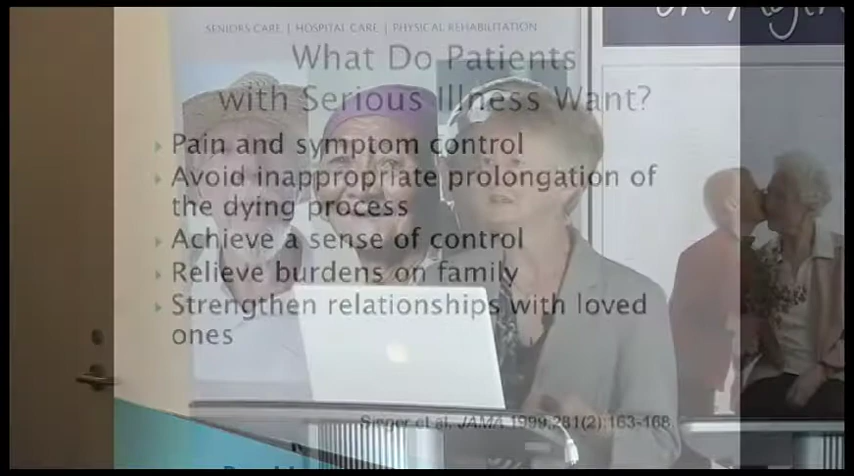 SENIORS CARE | HOSPITAL CARE | PHYSICAL REHABILITATION
What Do Patients
with Serious Illness Want?
Pain and symptom control
Avoid inappropriate prolongation of
the dying process
Achieve a sense of control
Relieve burdens on family
Strengthen relationships with loved
ones
Singer et al, JAMA 1999;281(2):163-168.